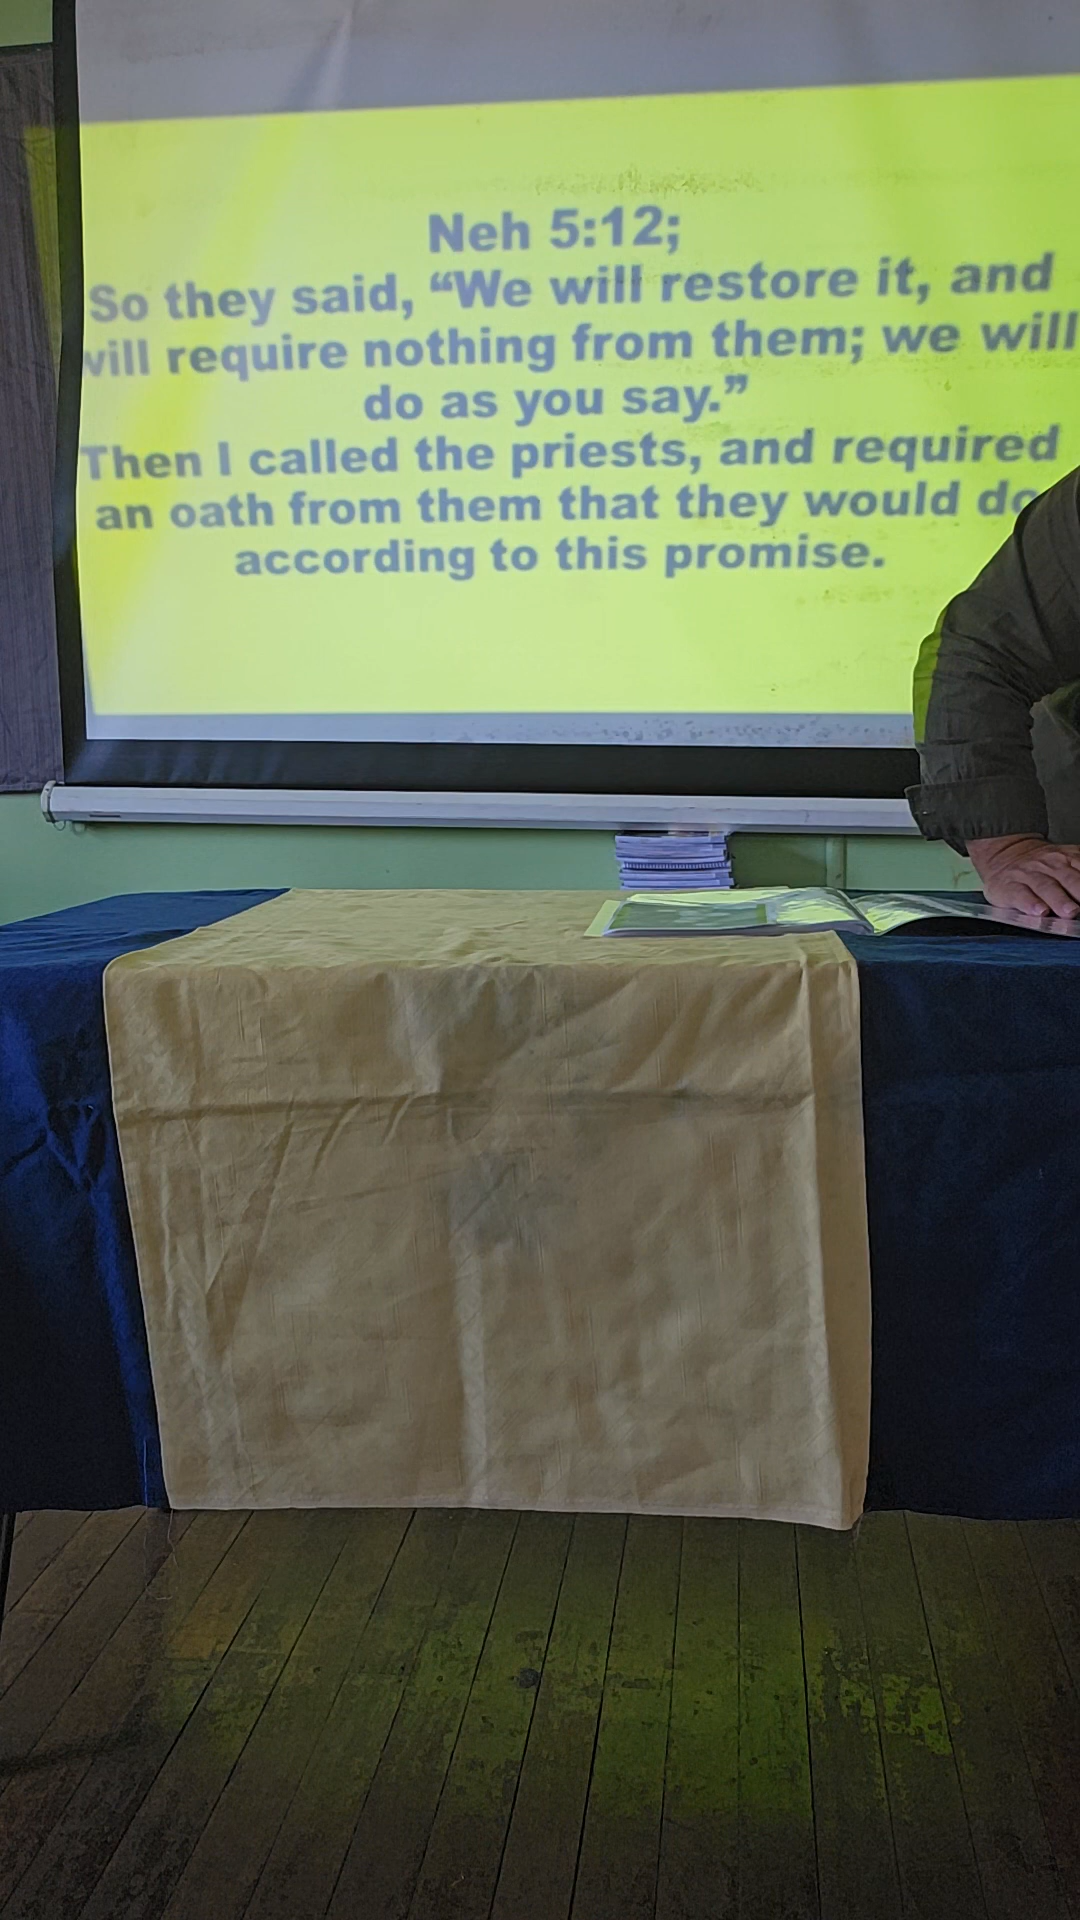 Neh 5:12;
So they said, “We will restore it, and
will require nothing from them; we will
do as you say.”
Then I called the priests, and required
an oath from them that they would do
according to this promise.